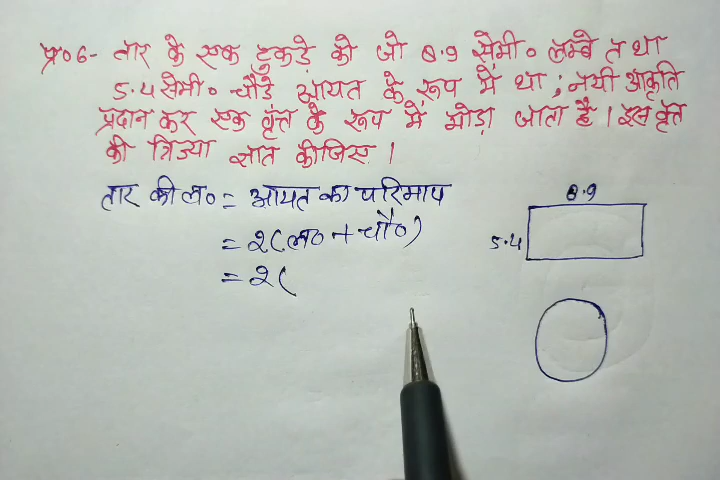 प्र०6- तार के एक टुकड़े को जो 8.9 सेमी० लम्बे तथा
5.4 सेमी० चौड़े आयत के रूप में था ; नयी आकृति
प्रदान कर एक वृत्त के रूप में मोड़ा जाता है । इस वृत्त
की त्रिज्या ज्ञात कीजिए ।
तार की ल० = आयत का परिमाप
= 2(ल० + चौ०)
= 2(
8.9
5.4